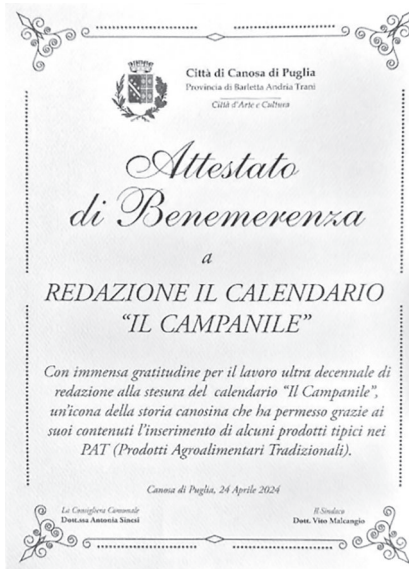 Città di Canosa di Puglia
Provincia di Barletta Andria Trani
Città d'Arte e Cultura
Attestato
di Benemerenza
a
REDAZIONE IL CALENDARIO
“IL CAMPANILE”
Con immensa gratitudine per il lavoro ultra decennale di
redazione alla stesura del calendario “Il Campanile”,
un'icona della storia canosina che ha permesso grazie ai
suoi contenuti l'inserimento di alcuni prodotti tipici nei
PAT (Prodotti Agroalimentari Tradizionali).
Canosa di Puglia, 24 Aprile 2024
La Consigliera Comunale
Dott.ssa Antonia Sinesi
Il Sindaco
Dott. Vito Malcangio